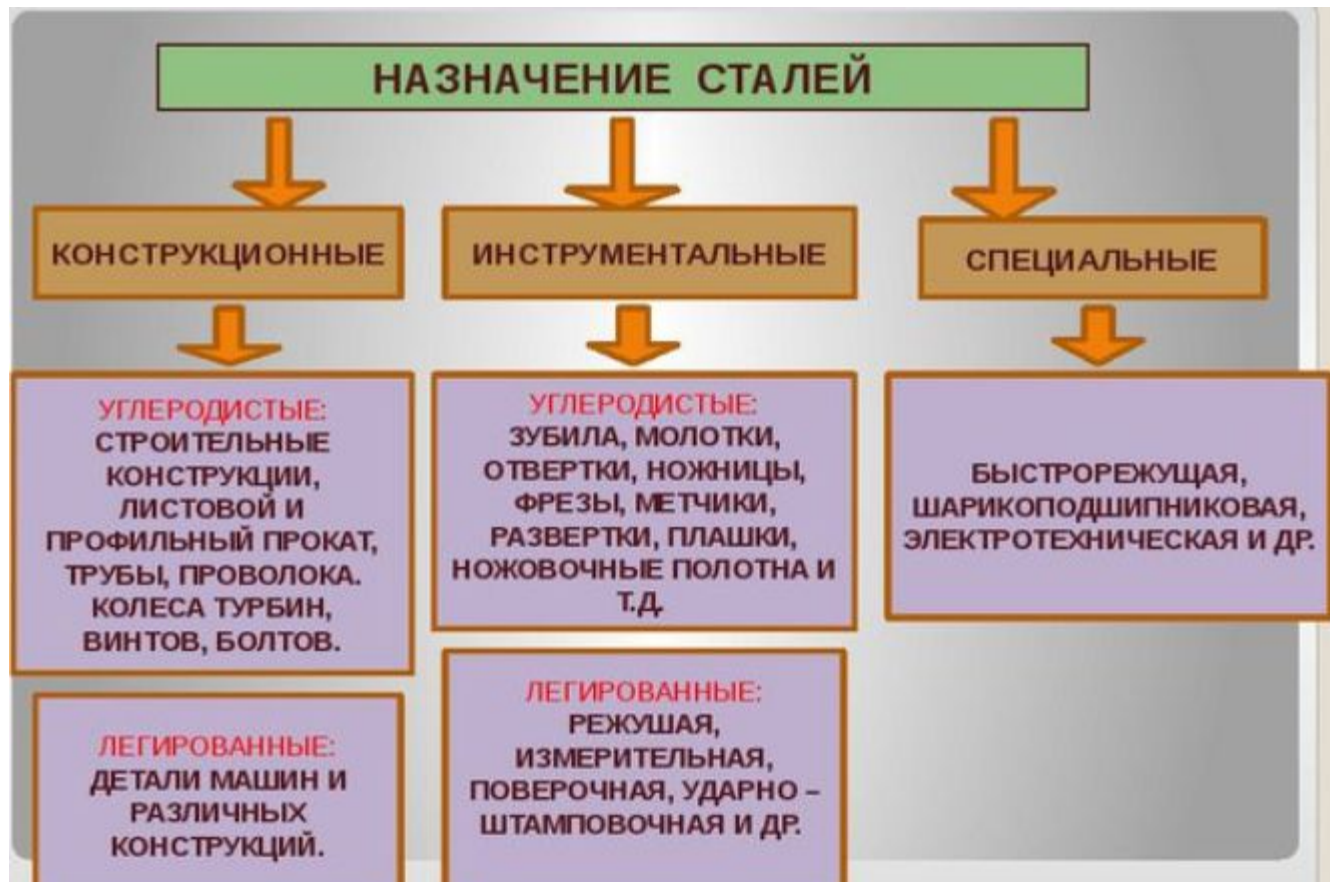 НАЗНАЧЕНИЕ СТАЛЕЙ
КОНСТРУКЦИОННЫЕ
ИНСТРУМЕНТАЛЬНЫЕ
СПЕЦИАЛЬНЫЕ
УГЛЕРОДИСТЫЕ:
СТРОИТЕЛЬНЫЕ
КОНСТРУКЦИИ,
ЛИСТОВОЙ И
ПРОФИЛЬНЫЙ ПРОКАТ,
ТРУБЫ, ПРОВОЛОКА.
КОЛЕСА ТУРБИН,
ВИНТОВ, БОЛТОВ.
УГЛЕРОДИСТЫЕ:
ЗУБИЛА, МОЛОТКИ,
ОТВЕРТКИ, НОЖНИЦЫ,
ФРЕЗЫ, МЕТЧИКИ,
РАЗВЕРТКИ, ПЛАШКИ,
НОЖОВОЧНЫЕ ПОЛОТНА И
Т.Д.
БЫСТРОРЕЖУЩАЯ,
ШАРИКОПОДШИПНИКОВАЯ,
ЭЛЕКТРОТЕХНИЧЕСКАЯ И ДР.
ЛЕГИРОВАННЫЕ:
ДЕТАЛИ МАШИН И
РАЗЛИЧНЫХ
КОНСТРУКЦИЙ.
ЛЕГИРОВАННЫЕ:
РЕЖУШАЯ,
ИЗМЕРИТЕЛЬНАЯ,
ПОВЕРОЧНАЯ, УДАРНО –
ШТАМПОВОЧНАЯ И ДР.